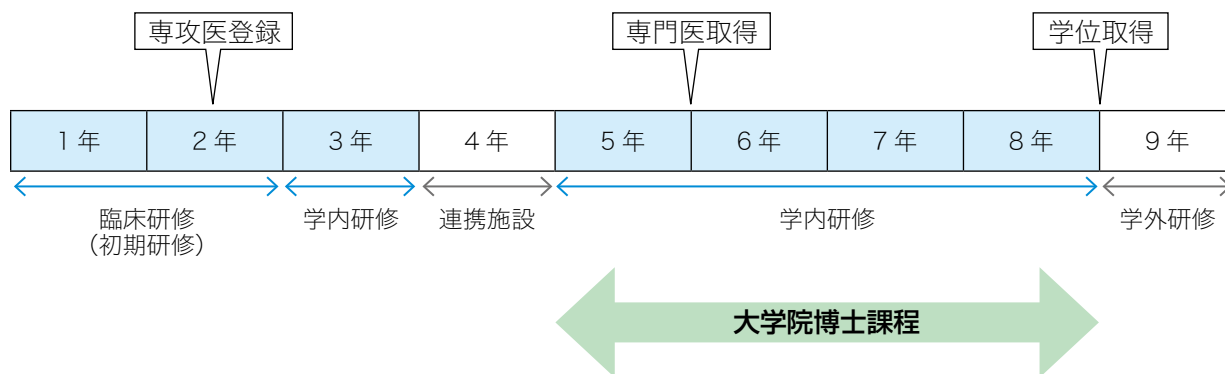 専攻医登録
専門医取得
学位取得
1年
2年
3年
4年
5年
6年
7年
8年
9年
臨床研修
(初期研修)
学内研修
連携施設
学内研修
学外研修
大学院博士課程